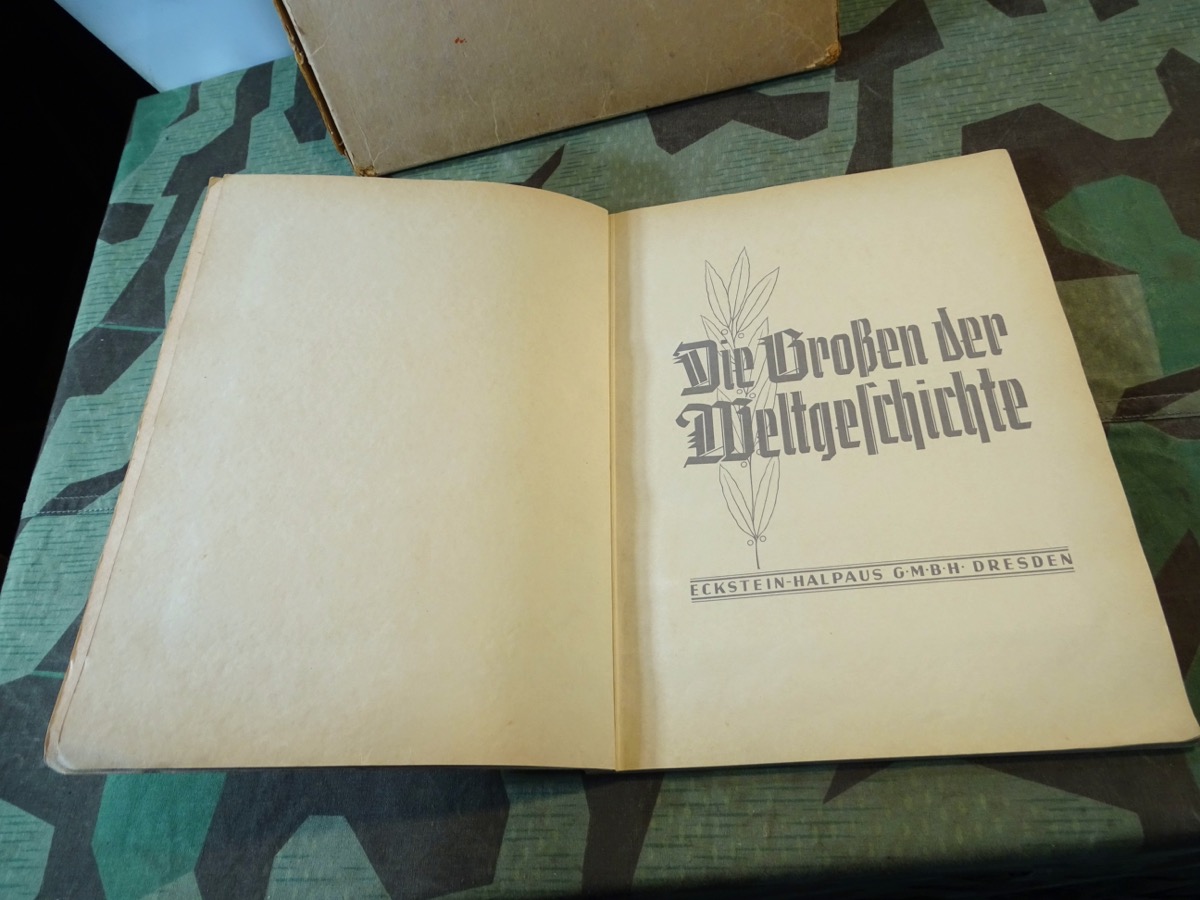 Die Großen der
Weltgeſchichte
ECKSTEIN-HALPAUS G·M·B·H· DRESDEN